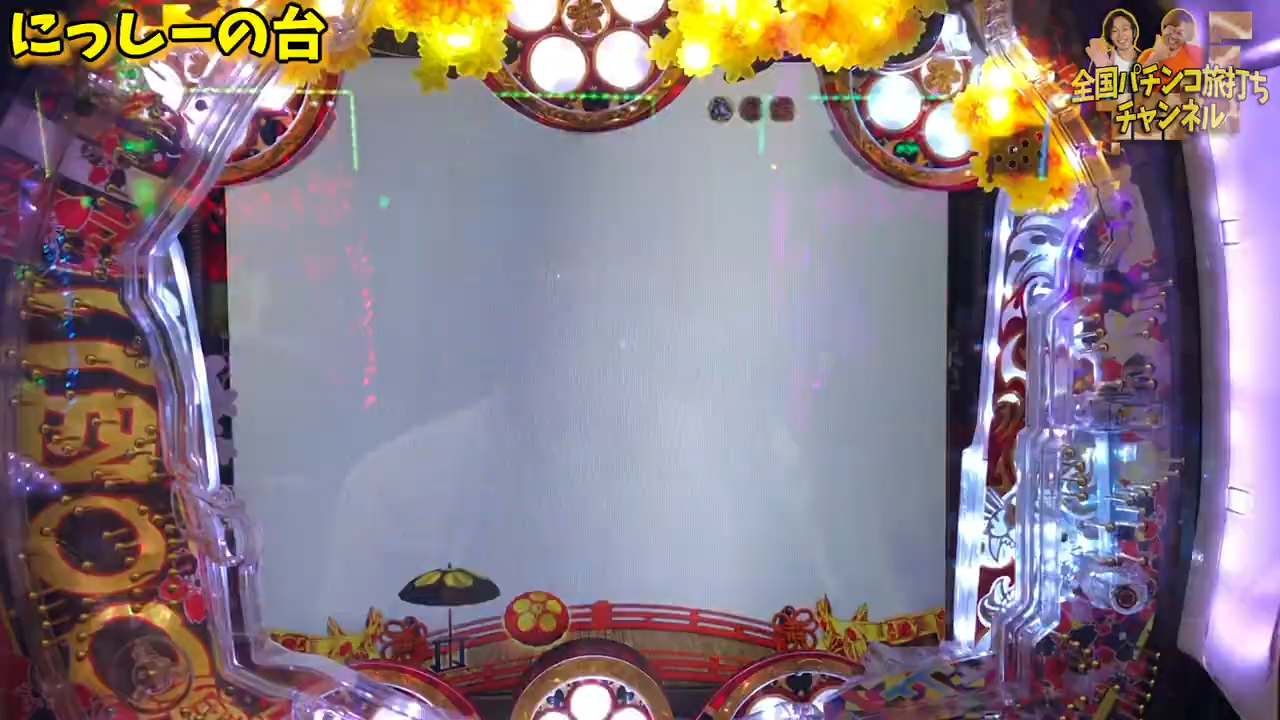 にっしーの台
全国パチンコ旅打ち
チャンネル